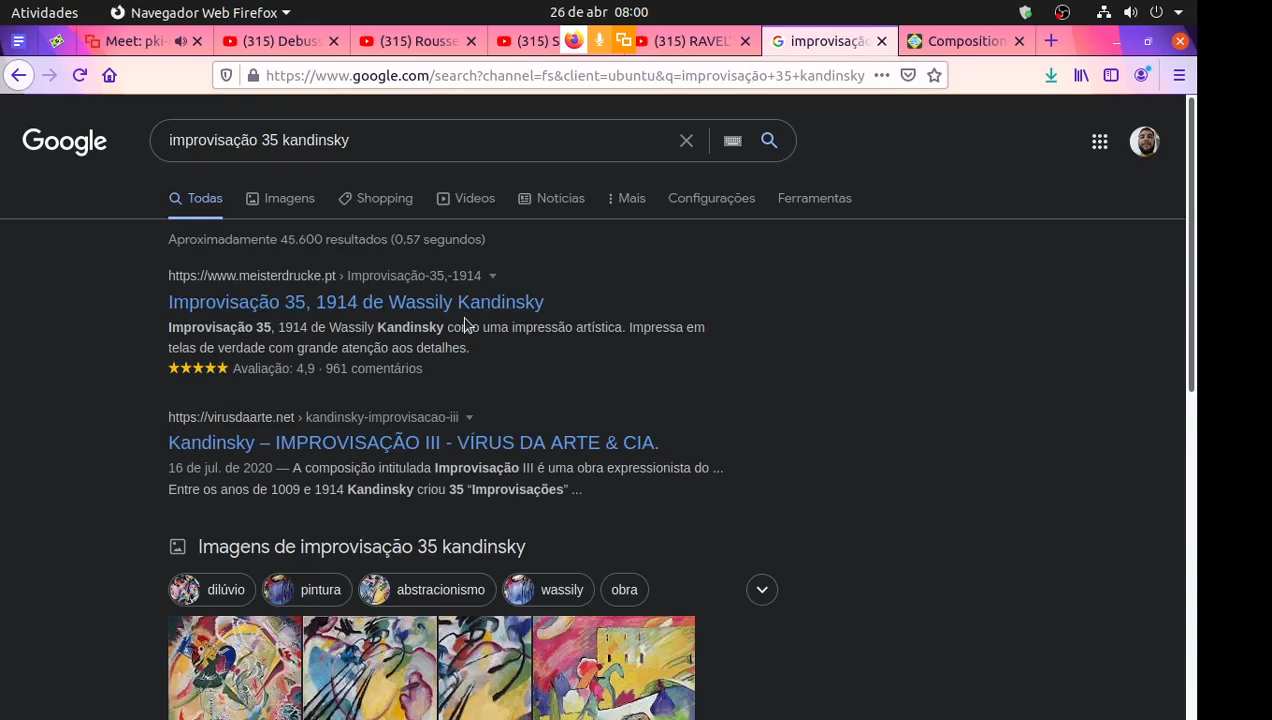 Atividades
Navegador Web Firefox
26 de abr 08:00
Meet: pki-
(315) Debus
(315) Rousse
(315) S
(315) RAVEL'
improvisaçã
Composition
https://www.google.com/search?channel=fs&client=ubuntu&q=improvisação+35+kandinsky
Google
improvisação 35 kandinsky
Todas
Imagens
Shopping
Vídeos
Notícias
Mais
Configurações
Ferramentas
Aproximadamente 45.600 resultados (0,57 segundos)
https://www.meisterdrucke.pt › Improvisação-35,-1914
Improvisação 35, 1914 de Wassily Kandinsky
Improvisação 35, 1914 de Wassily Kandinsky como uma impressão artística. Impressa em
telas de verdade com grande atenção aos detalhes.
Avaliação: 4,9 · 961 comentários
https://virusdaarte.net › kandinsky-improvisacao-iii
Kandinsky – IMPROVISAÇÃO III - VÍRUS DA ARTE & CIA.
16 de jul. de 2020 — A composição intitulada Improvisação III é uma obra expressionista do ...
Entre os anos de 1009 e 1914 Kandinsky criou 35 “Improvisações” ...
Imagens de improvisação 35 kandinsky
dilúvio
pintura
abstracionismo
wassily
obra